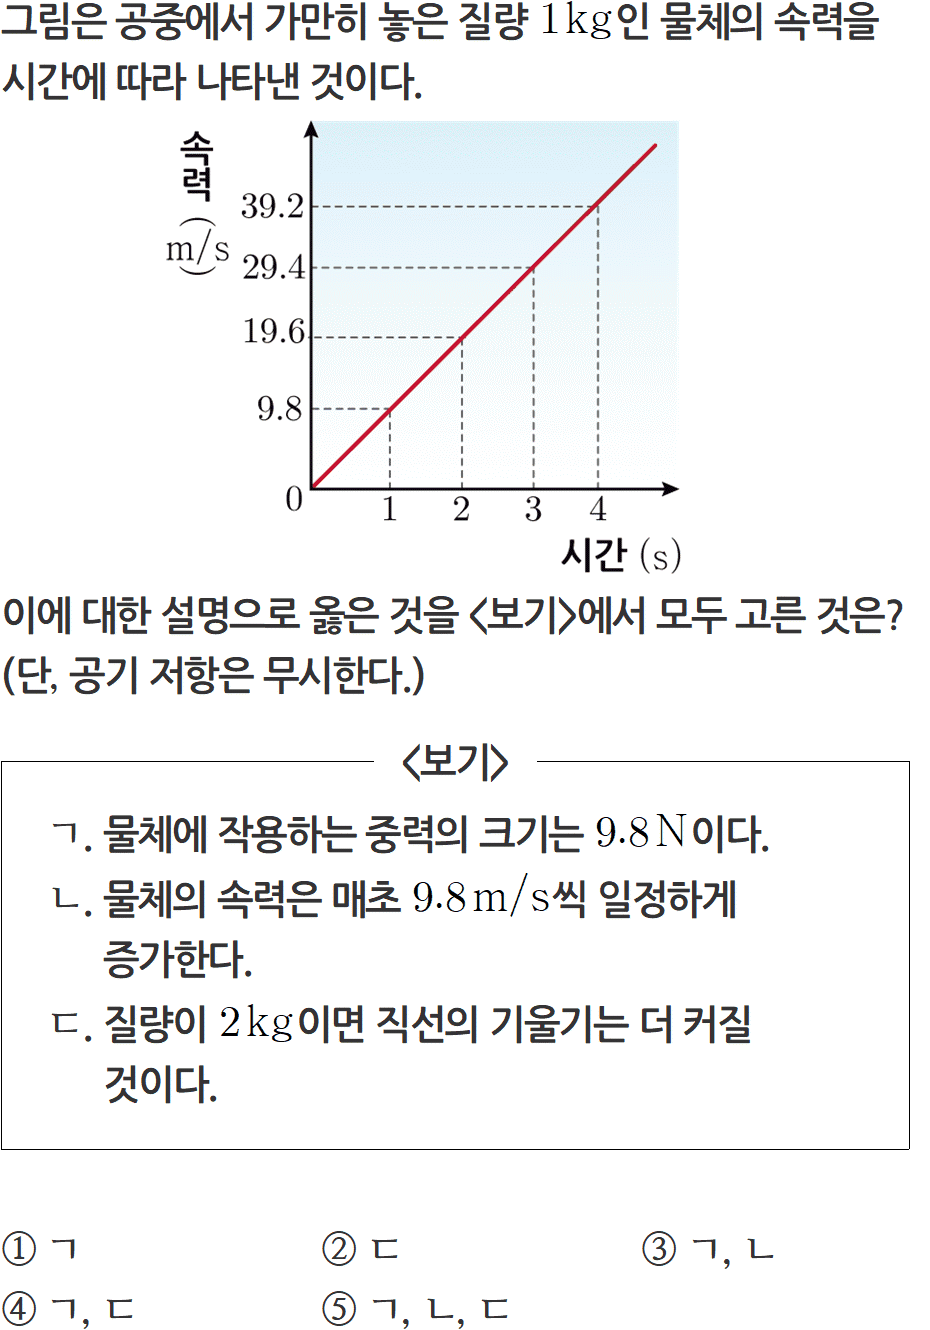 그림은 공중에서 가만히 놓은 질량 1kg인 물체의 속력을
시간에 따라 나타낸 것이다.
속력
(m/s)
39.2
29.4
19.6
9.8
0
1 2 3 4
시간 (s)
이에 대한 설명으로 옳은 것을 <보기>에서 모두 고른 것은?
(단, 공기 저항은 무시한다.)
<보기>
ㄱ. 물체에 작용하는 중력의 크기는 9.8N이다.
ㄴ. 물체의 속력은 매초 9.8m/s씩 일정하게
증가한다.
ㄷ. 질량이 2kg이면 직선의 기울기는 더 커질
것이다.
① ㄱ ② ㄷ ③ ㄱ, ㄴ
④ ㄱ, ㄷ ⑤ ㄱ, ㄴ, ㄷ